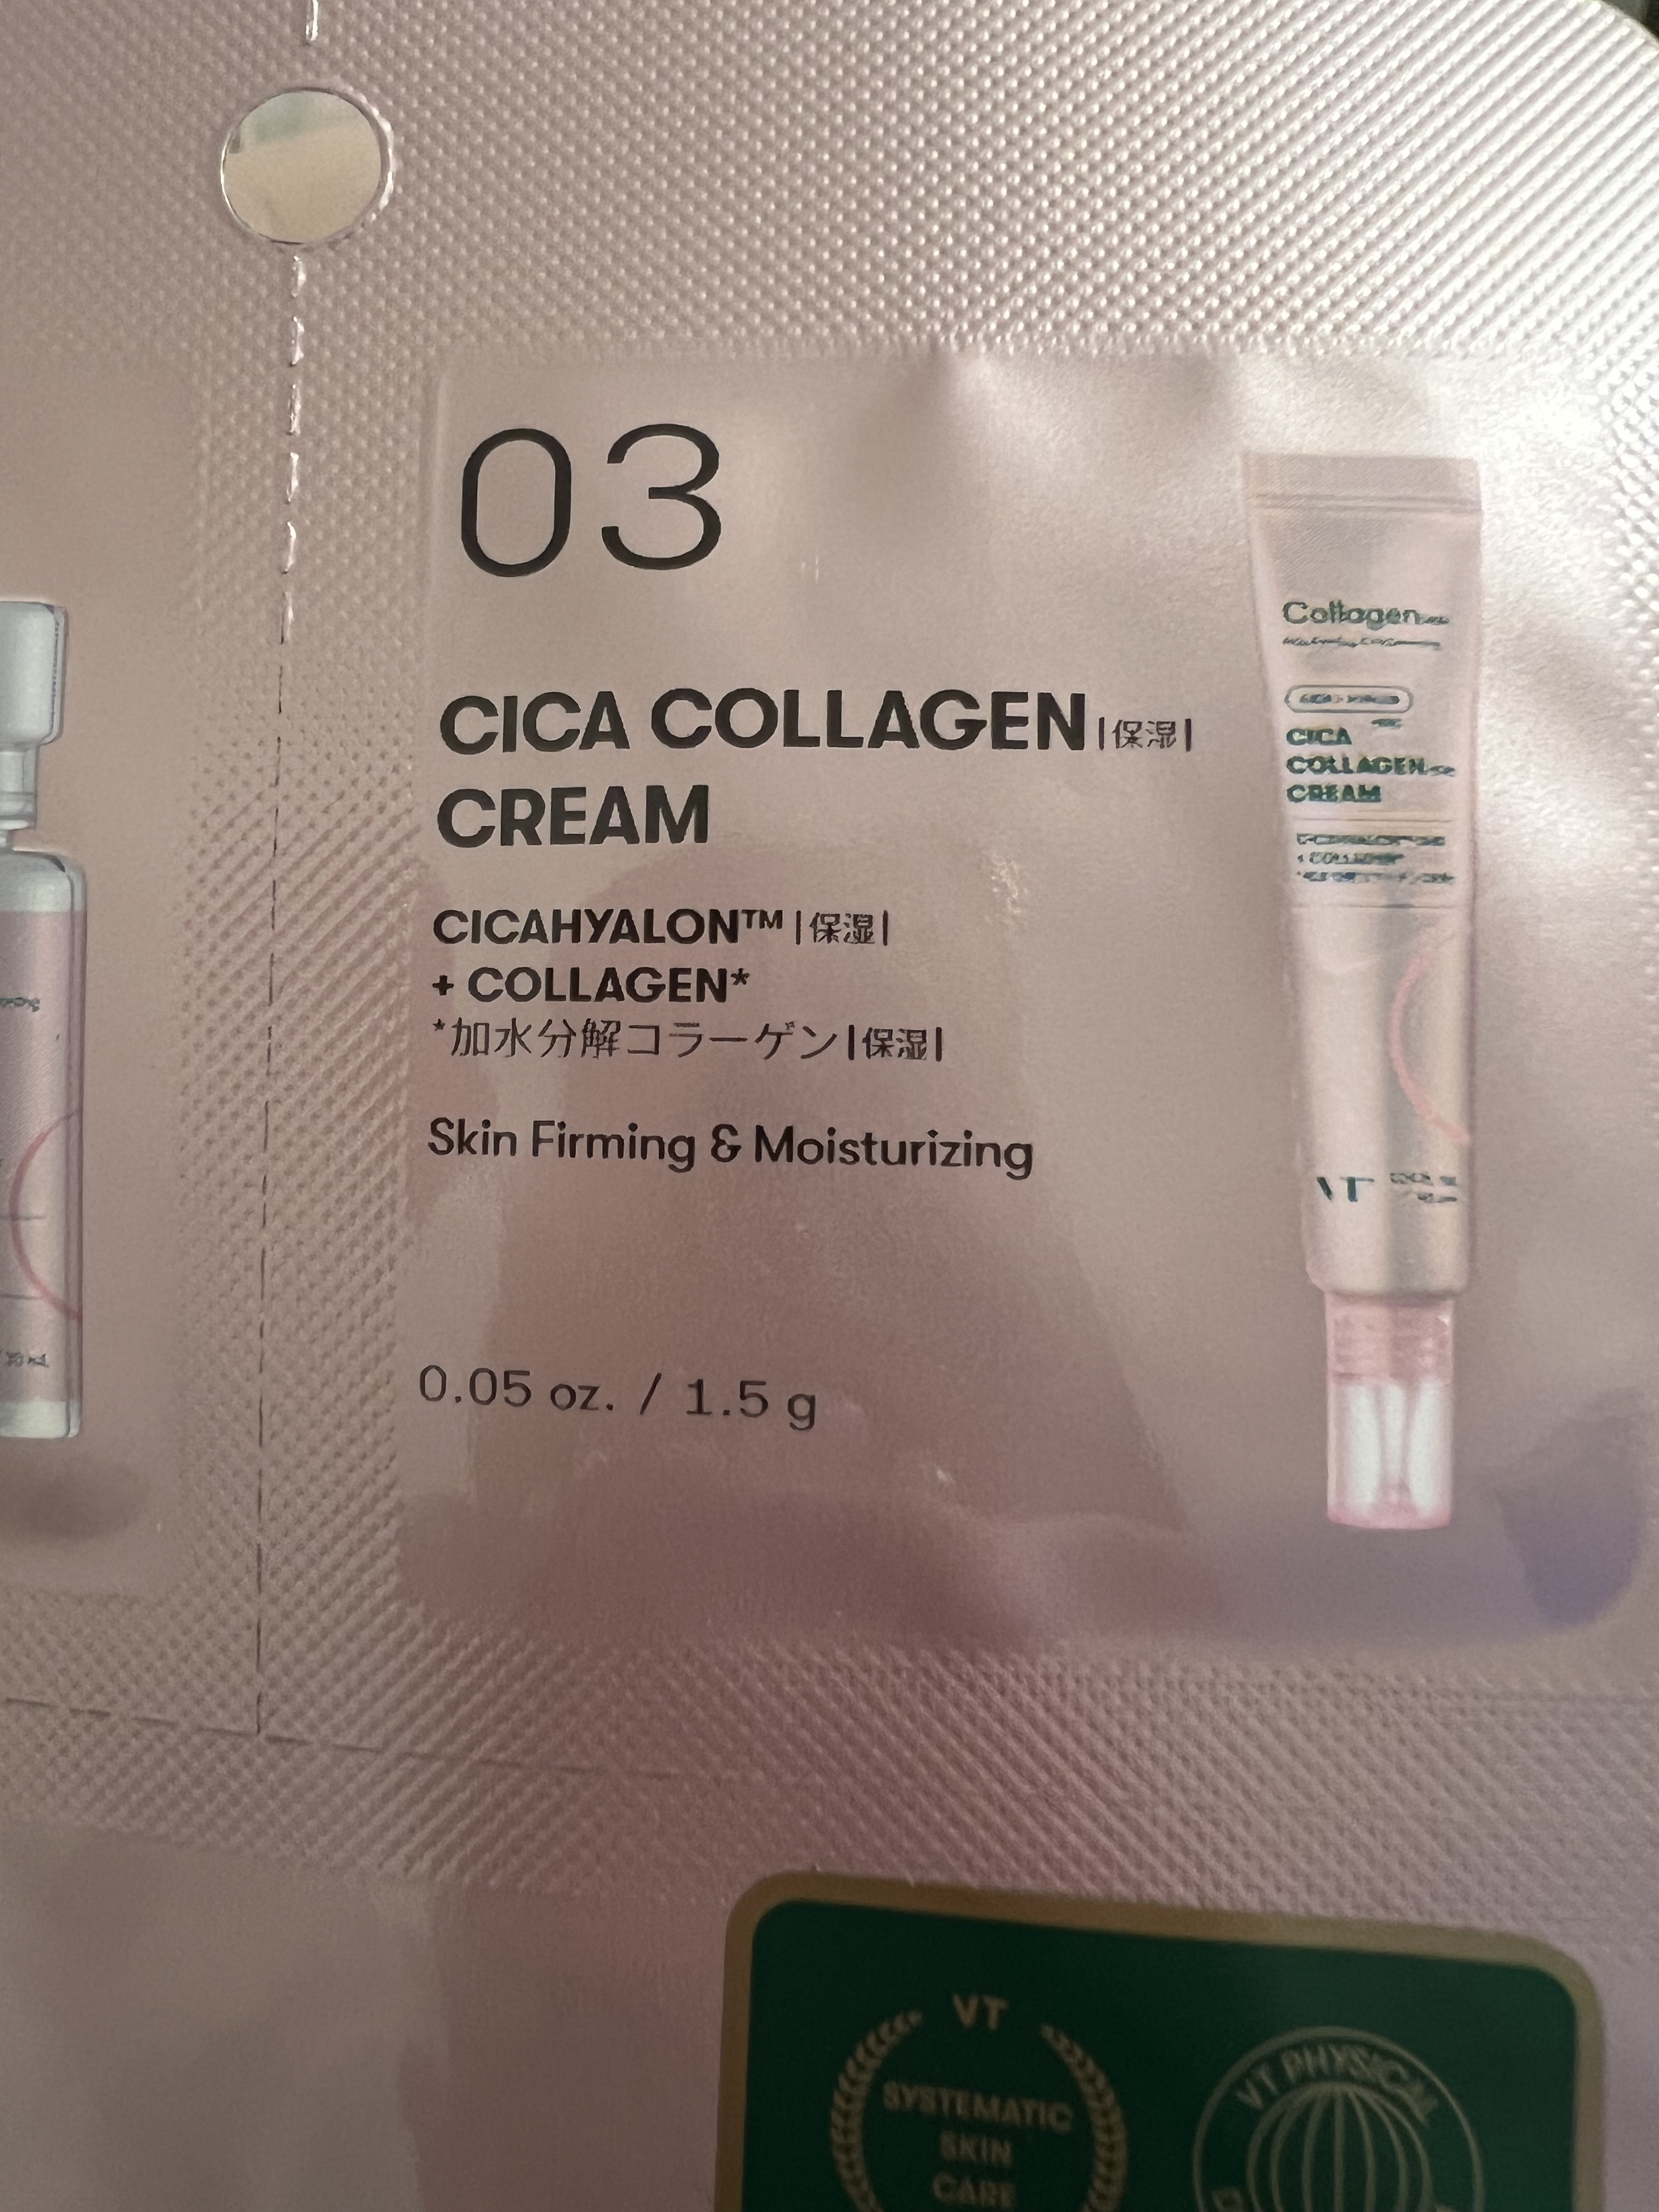 03
CICA COLLAGEN|保湿|
CREAM
CICAHYALON™|保湿|
+ COLLAGEN*
*加水分解コラーゲン|保湿|
Skin Firming & Moisturizing
0.05 oz. / 1.5 g
Collagen
CICA
COLLAGEN
CREAM
+ COLLAGEN*
VT
VT
SYSTEMATIC
SKIN
CARE
VT PHYSICAL